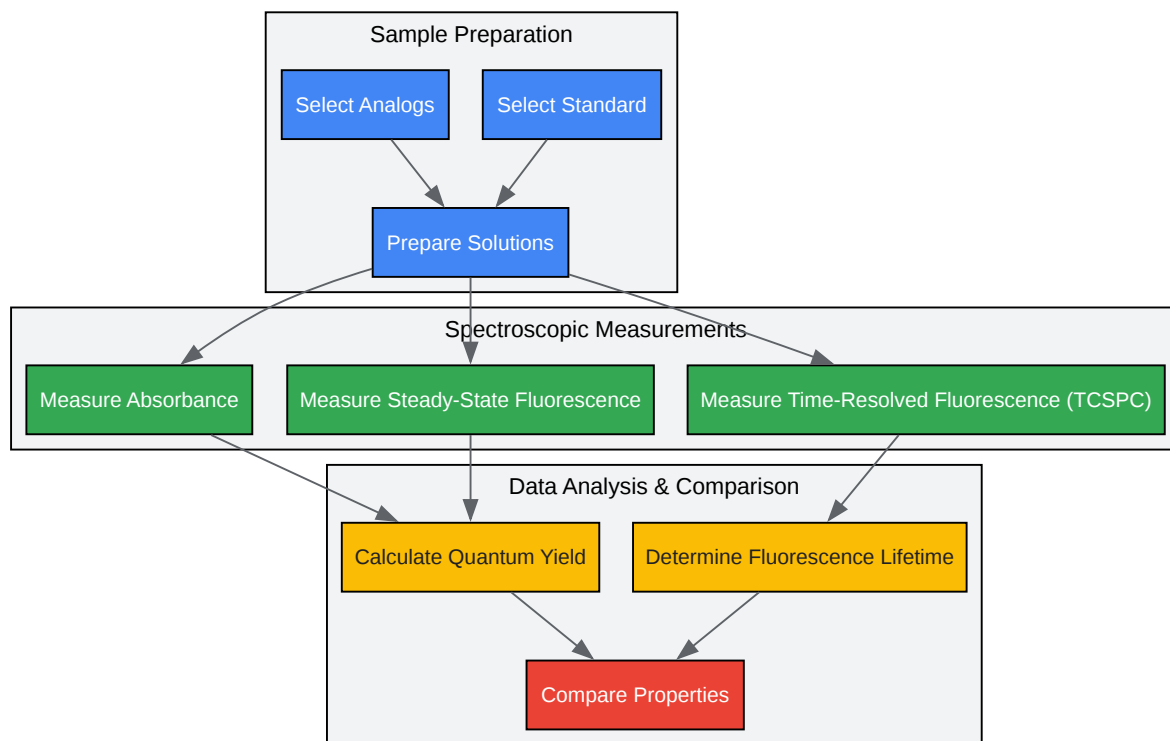 Sample Preparation
Select Analogs
Select Standard
Prepare Solutions
Spectroscopic Measurements
Measure Absorbance
Measure Steady-State Fluorescence
Measure Time-Resolved Fluorescence (TCSPC)
Data Analysis & Comparison
Calculate Quantum Yield
Determine Fluorescence Lifetime
Compare Properties